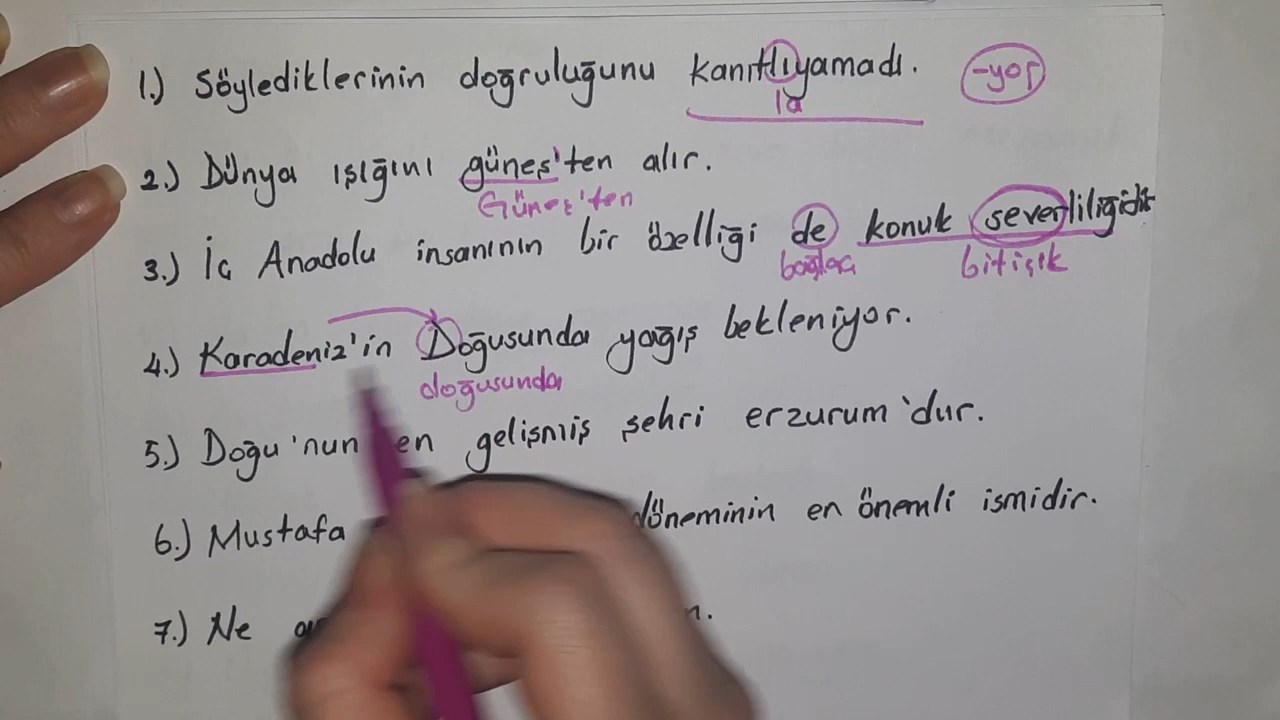 1.) Söylediklerinin doğruluğunu kanıtlıyamadı. -yor
la
2.) Dünya ışığını güneş'ten alır.
Güneş'ten
3.) İç Anadolu insanının bir özelliği de konuk severliliğidir
bağlaç bitişik
4.) Karadeniz'in Doğusunda yağış bekleniyor.
doğusunda
5.) Doğu'nun en gelişmiş şehri erzurum'dur.
6.) Mustafa döneminin en önemli ismidir.
7.) Ne